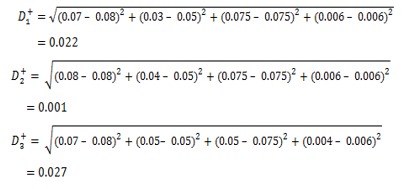 D₁⁺ = √(0.07 – 0.08)² + (0.03 – 0.05)² + (0.075 – 0.075)² + (0.006 – 0.006)²
= 0.022
D₂⁺ = √(0.08 – 0.08)² + (0.04 – 0.05)² + (0.075 – 0.075)² + (0.006 – 0.006)²
= 0.001
D₃⁺ = √(0.07 – 0.08)² + (0.05– 0.05)² + (0.05 – 0.075)² + (0.004 – 0.006)²
= 0.027